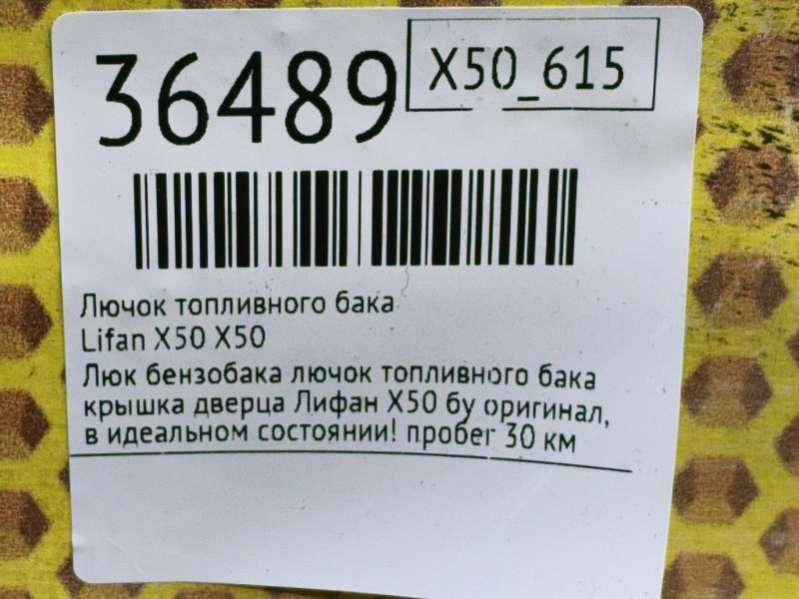 36489
X50_615
Лючок топливного бака
Lifan X50 X50
Люк бензобака лючок топливного бака
крышка дверца Лифан X50 бу оригинал,
в идеальном состоянии! пробег 30 км